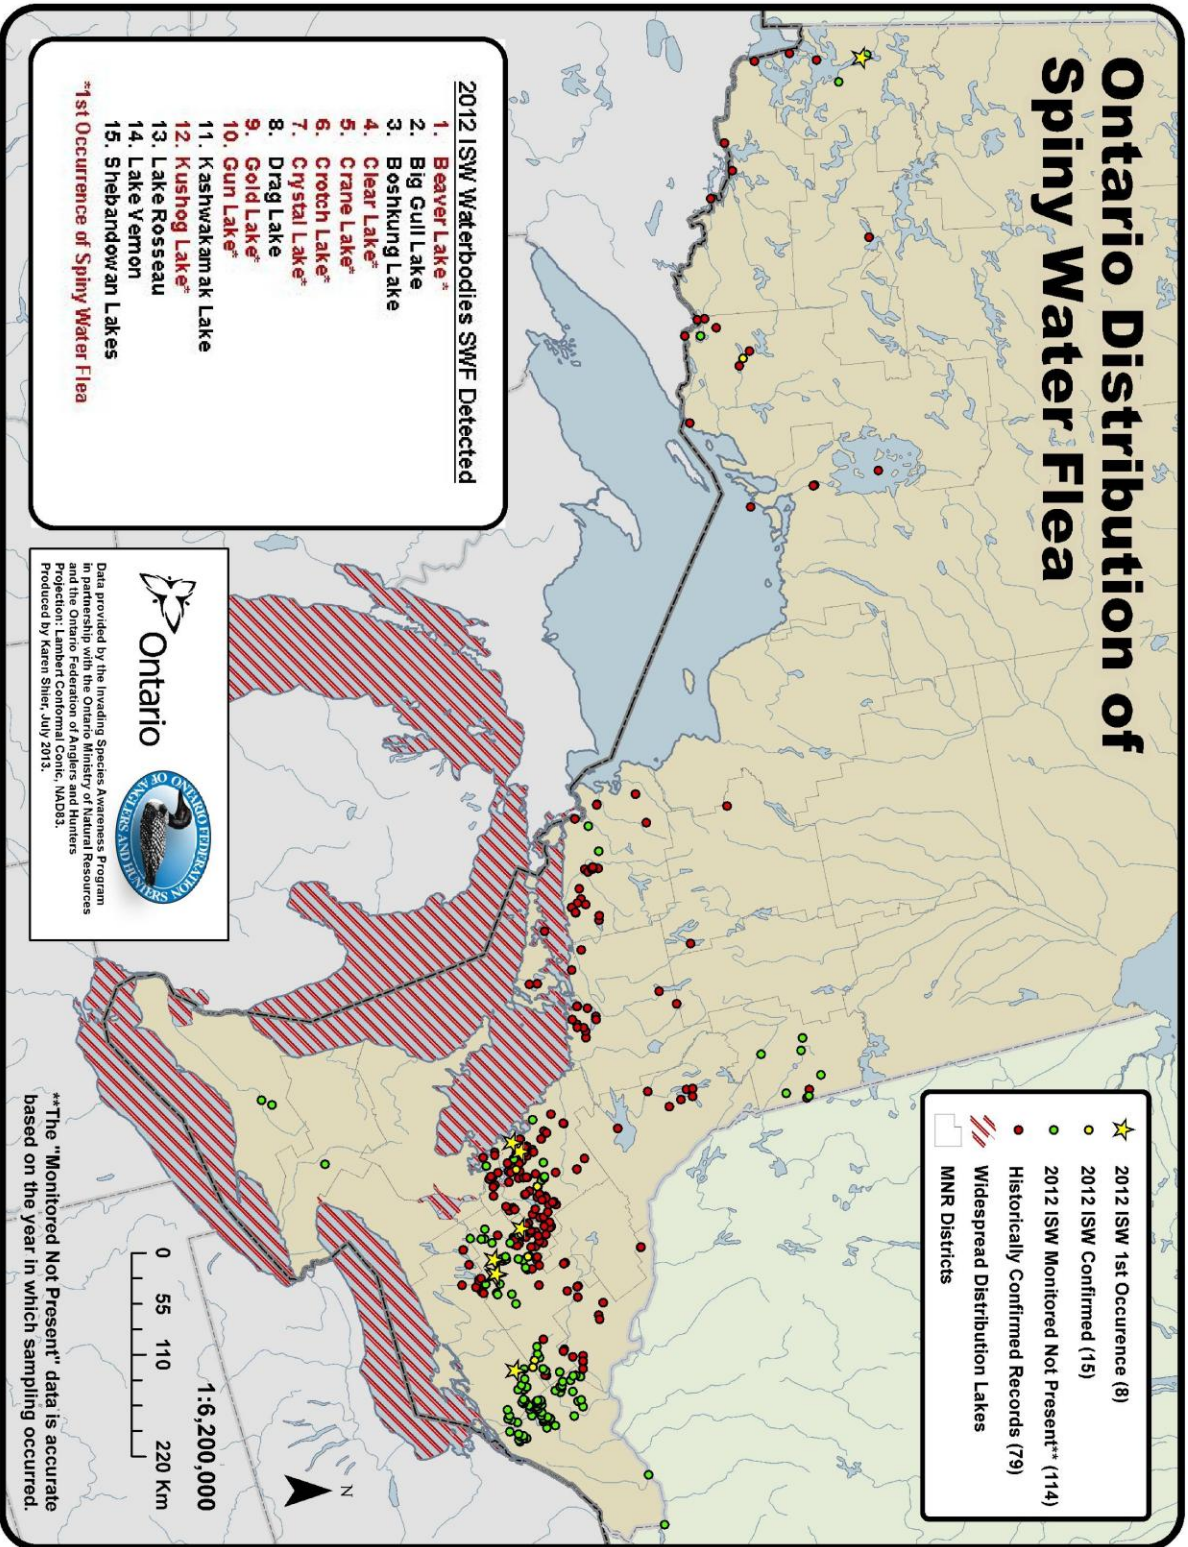 Ontario Distribution of
Spiny Water Flea
2012 ISW 1st Occurence (8)
2012 ISW Confirmed (15)
2012 ISW Monitored Not Present** (114)
Historically Confirmed Records (79)
Widespread Distribution Lakes
MNR Districts
2012 ISW Waterbodies SWF Detected
1. Beaver Lake*
2. Big Gull Lake
3. Boshkung Lake
4. Clear Lake*
5. Crane Lake*
6. Crotch Lake*
7. Crystal Lake*
8. Drag Lake
9. Gold Lake*
10. Gun Lake*
11. Kashwakamak Lake
12. Kushog Lake*
13. Lake Rosseau
14. Lake Vernon
15. Shebandowan Lakes
*1st Occurrence of Spiny Water Flea
Ontario
ONTARIO FEDERATION
OF ANGLERS AND HUNTERS
Data provided by the Invading Species Awareness Program
in partnership with the Ontario Ministry of Natural Resources
and the Ontario Federation of Anglers and Hunters
Projection: Lambert Conformal Conic, NAD83.
Produced by Karen Shier, July 2013.
N
1:6,200,000
0 55 110 220 Km
**The "Monitored Not Present" data is accurate
based on the year in which sampling occurred.